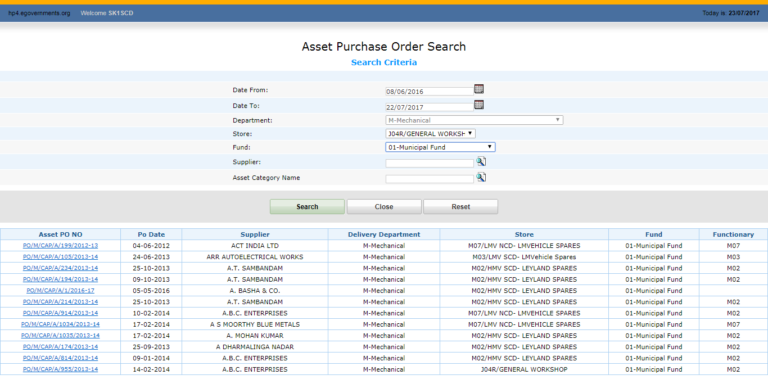 hp4.egovernments.org Welcome SK1SCD Today is: 23/07/2017
Asset Purchase Order Search
Search Criteria
Date From: 08/06/2016
Date To: 22/07/2017
Department: M-Mechanical
Store: J04R/GENERAL WORKSH
Fund: 01-Municipal Fund
Supplier:
Asset Category Name
Search Close Reset
Asset PO NO Po Date Supplier Delivery Department Store Fund Functionary
PO/M/CAP/A/199/2012-13 04-06-2012 ACT INDIA LTD M-Mechanical M07/LMV NCD- LMVEHICLE SPARES 01-Municipal Fund M07
PO/M/CAP/A/105/2013-14 24-06-2013 ARR AUTOELECTRICAL WORKS M-Mechanical M03/LMV SCD- LMVehicle Spares 01-Municipal Fund M03
PO/M/CAP/A/234/2013-14 25-10-2013 A.T. SAMBANDAM M-Mechanical M02/HMV SCD- LEYLAND SPARES 01-Municipal Fund M02
PO/M/CAP/A/194/2013-14 09-10-2013 A.T. SAMBANDAM M-Mechanical M02/HMV SCD- LEYLAND SPARES 01-Municipal Fund M02
PO/M/CAP/A/1/2016-17 05-05-2016 A. BASHA & CO. M-Mechanical M02/HMV SCD- LEYLAND SPARES 01-Municipal Fund
PO/M/CAP/A/214/2013-14 25-10-2013 A.T. SAMBANDAM M-Mechanical M02/HMV SCD- LEYLAND SPARES 01-Municipal Fund M02
PO/M/CAP/A/914/2013-14 10-02-2014 A.B.C. ENTERPRISES M-Mechanical M07/LMV NCD- LMVEHICLE SPARES 01-Municipal Fund M02
PO/M/CAP/A/1034/2013-14 17-02-2014 A S MOORTHY BLUE METALS M-Mechanical M07/LMV NCD- LMVEHICLE SPARES 01-Municipal Fund M07
PO/M/CAP/A/1035/2013-14 17-02-2014 A. MOHAN KUMAR M-Mechanical M02/HMV SCD- LEYLAND SPARES 01-Municipal Fund M02
PO/M/CAP/A/174/2013-14 25-09-2013 A DHARMALINGA NADAR M-Mechanical M02/HMV SCD- LEYLAND SPARES 01-Municipal Fund M02
PO/M/CAP/A/814/2013-14 09-01-2014 A.B.C. ENTERPRISES M-Mechanical M02/HMV SCD- LEYLAND SPARES 01-Municipal Fund M02
PO/M/CAP/A/955/2013-14 14-02-2014 A.B.C. ENTERPRISES M-Mechanical J04R/GENERAL WORKSHOP 01-Municipal Fund M02